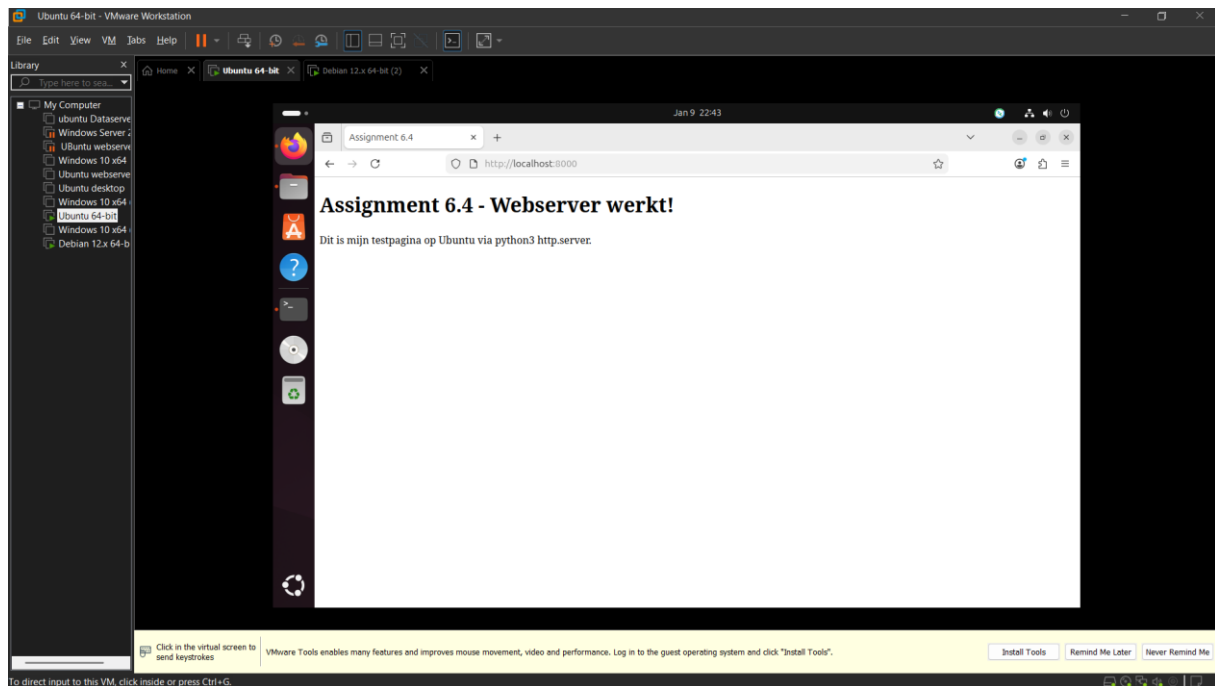 Ubuntu 64-bit - VMware Workstation
File Edit View VM Tabs Help
Library
Type here to sea...
Home
Ubuntu 64-bit
Debian 12.x 64-bit (2)
My Computer
ubuntu Dataserve
Windows Server 2
UBuntu webserve
Windows 10 x64
Ubuntu webserve
Ubuntu desktop
Windows 10 x64
Ubuntu 64-bit
Windows 10 x64
Debian 12.x 64-b
Jan 9 22:43
Assignment 6.4
http://localhost:8000
Assignment 6.4 - Webserver werkt!
Dit is mijn testpagina op Ubuntu via python3 http.server.
Click in the virtual screen to
send keystrokes
VMware Tools enables many features and improves mouse movement, video and performance. Log in to the guest operating system and click "Install Tools".
Install Tools
Remind Me Later
Never Remind Me
To direct input to this VM, click inside or press Ctrl+G.